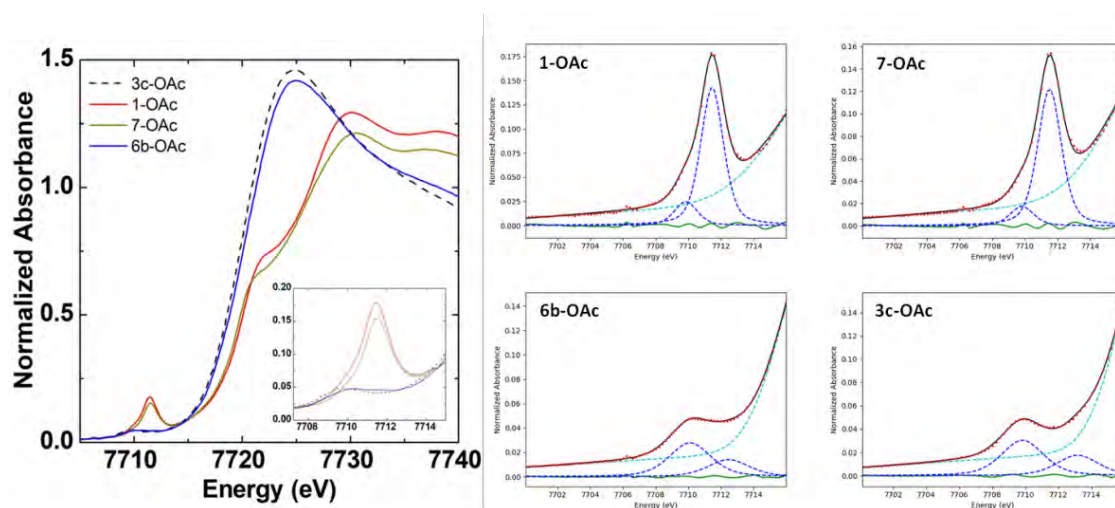 1.5
1.0
0.5
0.0
Normalized Absorbance
3c-OAc
1-OAc
7-OAc
6b-OAc
0.20
0.15
0.10
0.05
0.00
7708 7710 7712 7714
7710 7720 7730 7740
Energy (eV)
1-OAc
0.175
0.150
0.125
0.100
0.075
0.050
0.025
0.000
Normalized Absorbance
7702 7704 7706 7708 7710 7712 7714
Energy (eV)
7-OAc
0.16
0.14
0.12
0.10
0.08
0.06
0.04
0.02
0.00
Normalized Absorbance
7702 7704 7706 7708 7710 7712 7714
Energy (eV)
6b-OAc
0.14
0.12
0.10
0.08
0.06
0.04
0.02
0.00
Normalized Absorbance
7702 7704 7706 7708 7710 7712 7714
Energy (eV)
3c-OAc
0.14
0.12
0.10
0.08
0.06
0.04
0.02
0.00
Normalized Absorbance
7702 7704 7706 7708 7710 7712 7714
Energy (eV)